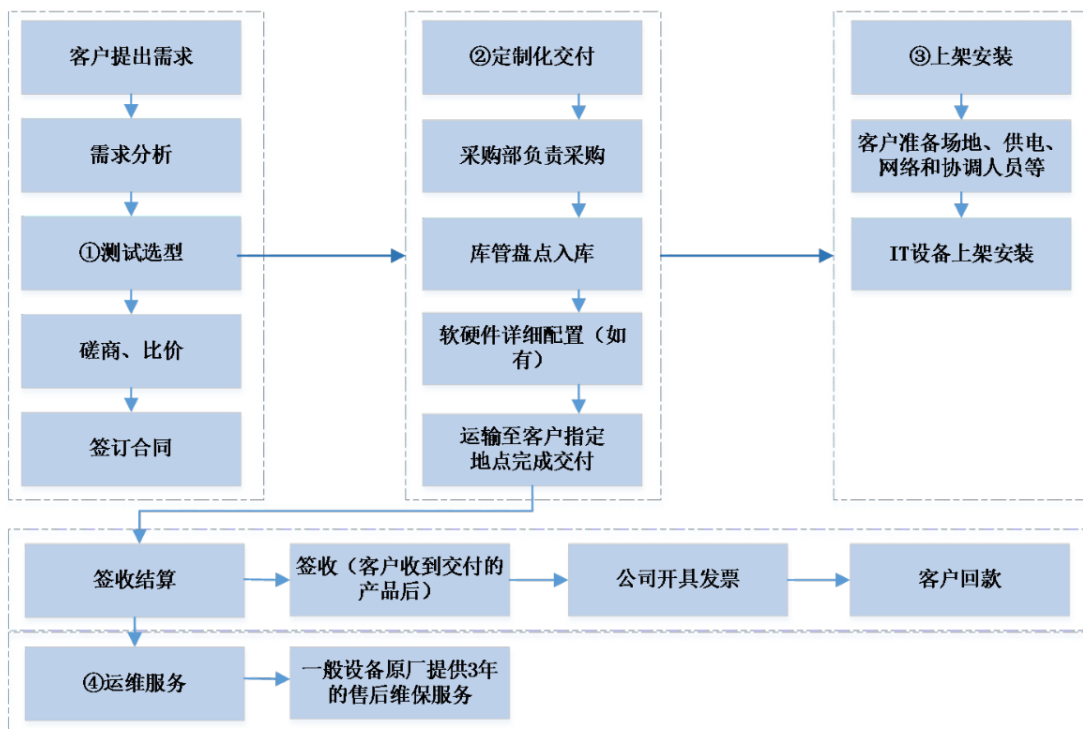 客户提出需求
需求分析
①测试选型
磋商、比价
签订合同
②定制化交付
采购部负责采购
库管盘点入库
软硬件详细配置（如
有）
运输至客户指定
地点完成交付
③上架安装
客户准备场地、供电、
网络和协调人员等
IT设备上架安装
签收结算
签收（客户收到交付的
产品后）
公司开具发票
客户回款
④运维服务
一般设备原厂提供3年
的售后维保服务